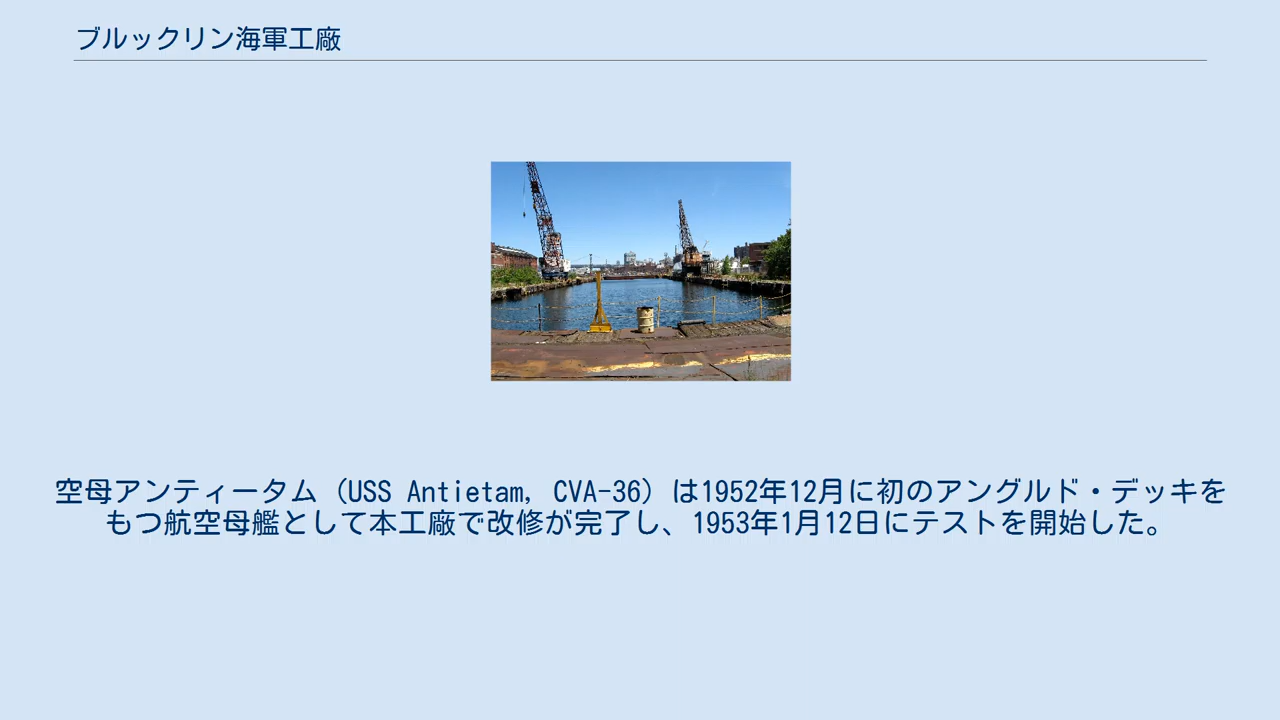 ブルックリン海軍工廠
空母アンティータム（USS Antietam, CVA-36）は1952年12月に初のアングルド・デッキを
もつ航空母艦として本工廠で改修が完了し、1953年1月12日にテストを開始した。